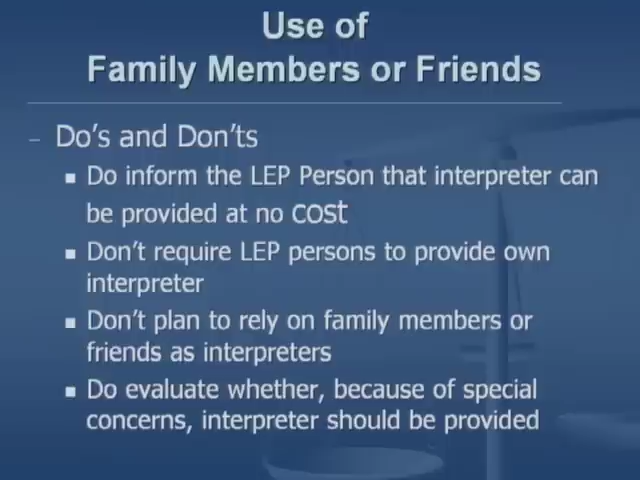 Use of
Family Members or Friends
– Do's and Don'ts
■ Do inform the LEP Person that interpreter can
be provided at no cost
■ Don't require LEP persons to provide own
interpreter
■ Don't plan to rely on family members or
friends as interpreters
■ Do evaluate whether, because of special
concerns, interpreter should be provided